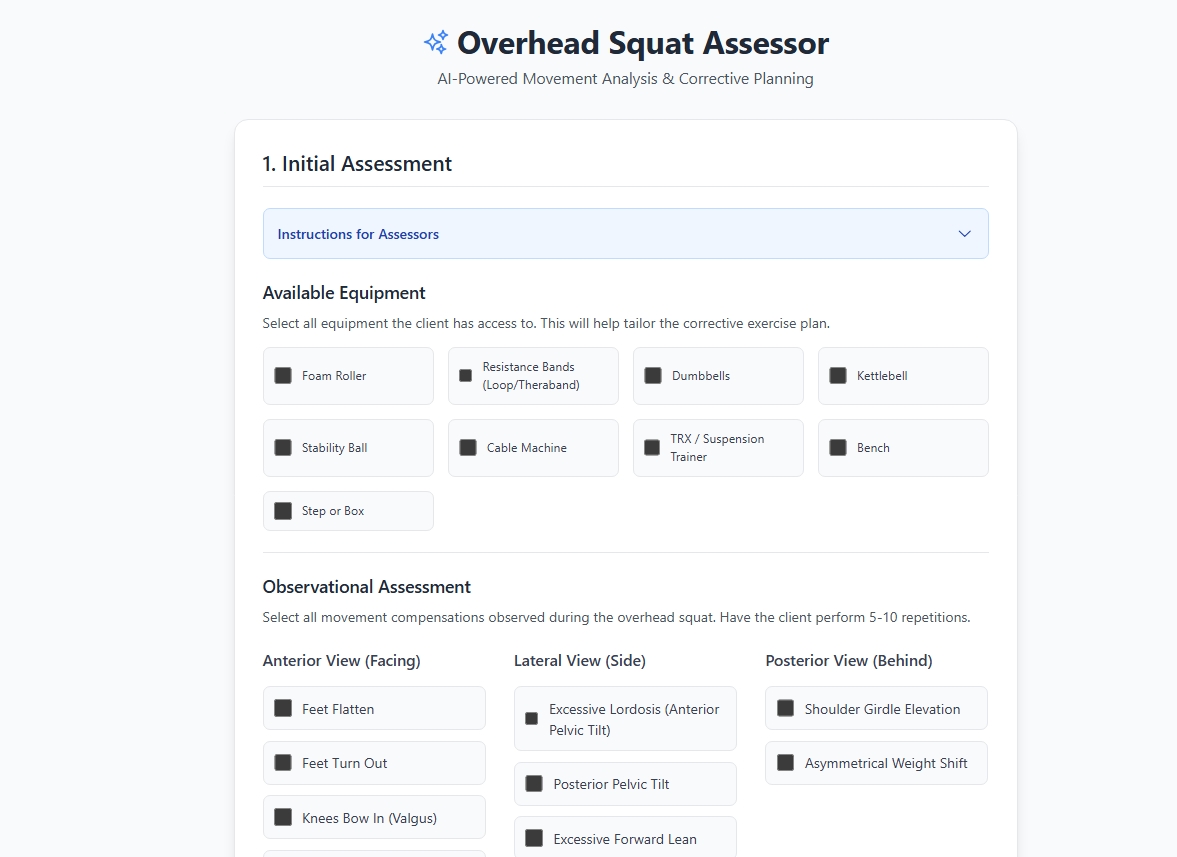 Overhead Squat Assessor
AI-Powered Movement Analysis & Corrective Planning
1. Initial Assessment
Instructions for Assessors
Available Equipment
Select all equipment the client has access to. This will help tailor the corrective exercise plan.
Foam Roller
Resistance Bands
(Loop/Theraband)
Dumbbells
Kettlebell
Stability Ball
Cable Machine
TRX / Suspension
Trainer
Bench
Step or Box
Observational Assessment
Select all movement compensations observed during the overhead squat. Have the client perform 5-10 repetitions.
Anterior View (Facing)
Feet Flatten
Feet Turn Out
Knees Bow In (Valgus)
Lateral View (Side)
Excessive Lordosis (Anterior
Pelvic Tilt)
Posterior Pelvic Tilt
Excessive Forward Lean
Posterior View (Behind)
Shoulder Girdle Elevation
Asymmetrical Weight Shift